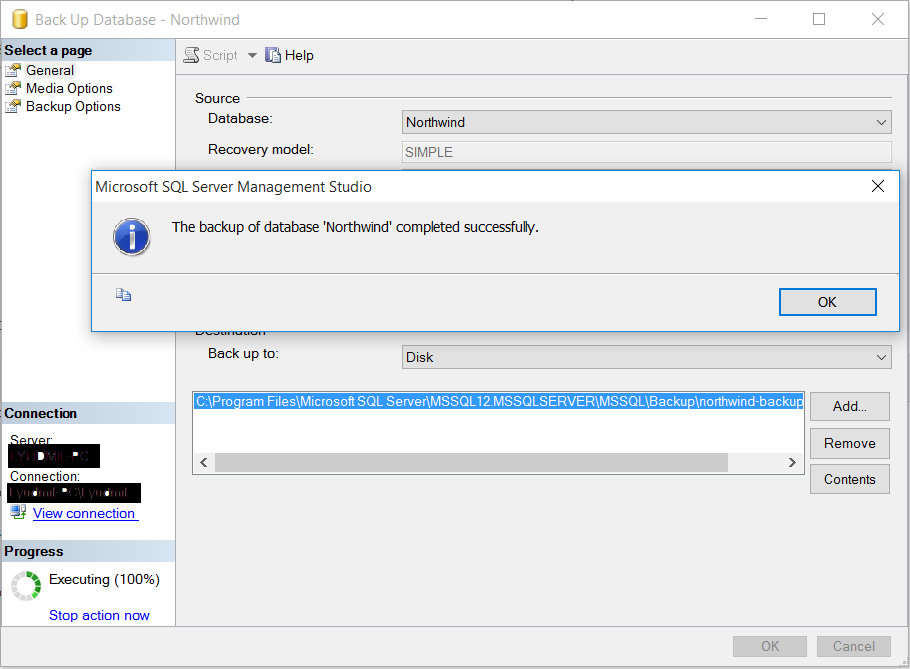 Back Up Database - Northwind
Select a page
General
Media Options
Backup Options
Script
Help
Source
Database:
Northwind
Recovery model:
SIMPLE
Microsoft SQL Server Management Studio
The backup of database 'Northwind' completed successfully.
OK
Destination
Back up to:
Disk
C:\Program Files\Microsoft SQL Server\MSSQL12.MSSQLSERVER\MSSQL\Backup\northwind-backup
Add...
Remove
Contents
Connection
Server:
Connection:
View connection
Progress
Executing (100%)
Stop action now
OK
Cancel